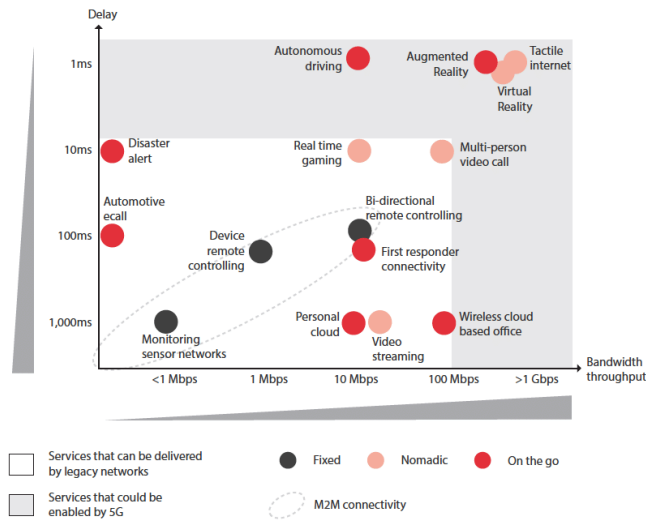 Delay
1ms
Autonomous
driving
Augmented
Reality
Tactile
internet
Virtual
Reality
10ms
Disaster
alert
Real time
gaming
Multi-person
video call
Automotive
ecall
100ms
Device
remote
controlling
Bi-directional
remote controlling
First responder
connectivity
1,000ms
Monitoring
sensor networks
Personal
cloud
Video
streaming
Wireless cloud
based office
Bandwidth
throughput
<1 Mbps
1 Mbps
10 Mbps
100 Mbps
>1 Gbps
Services that can be delivered
by legacy networks
Fixed
Nomadic
On the go
Services that could be
enabled by 5G
M2M connectivity